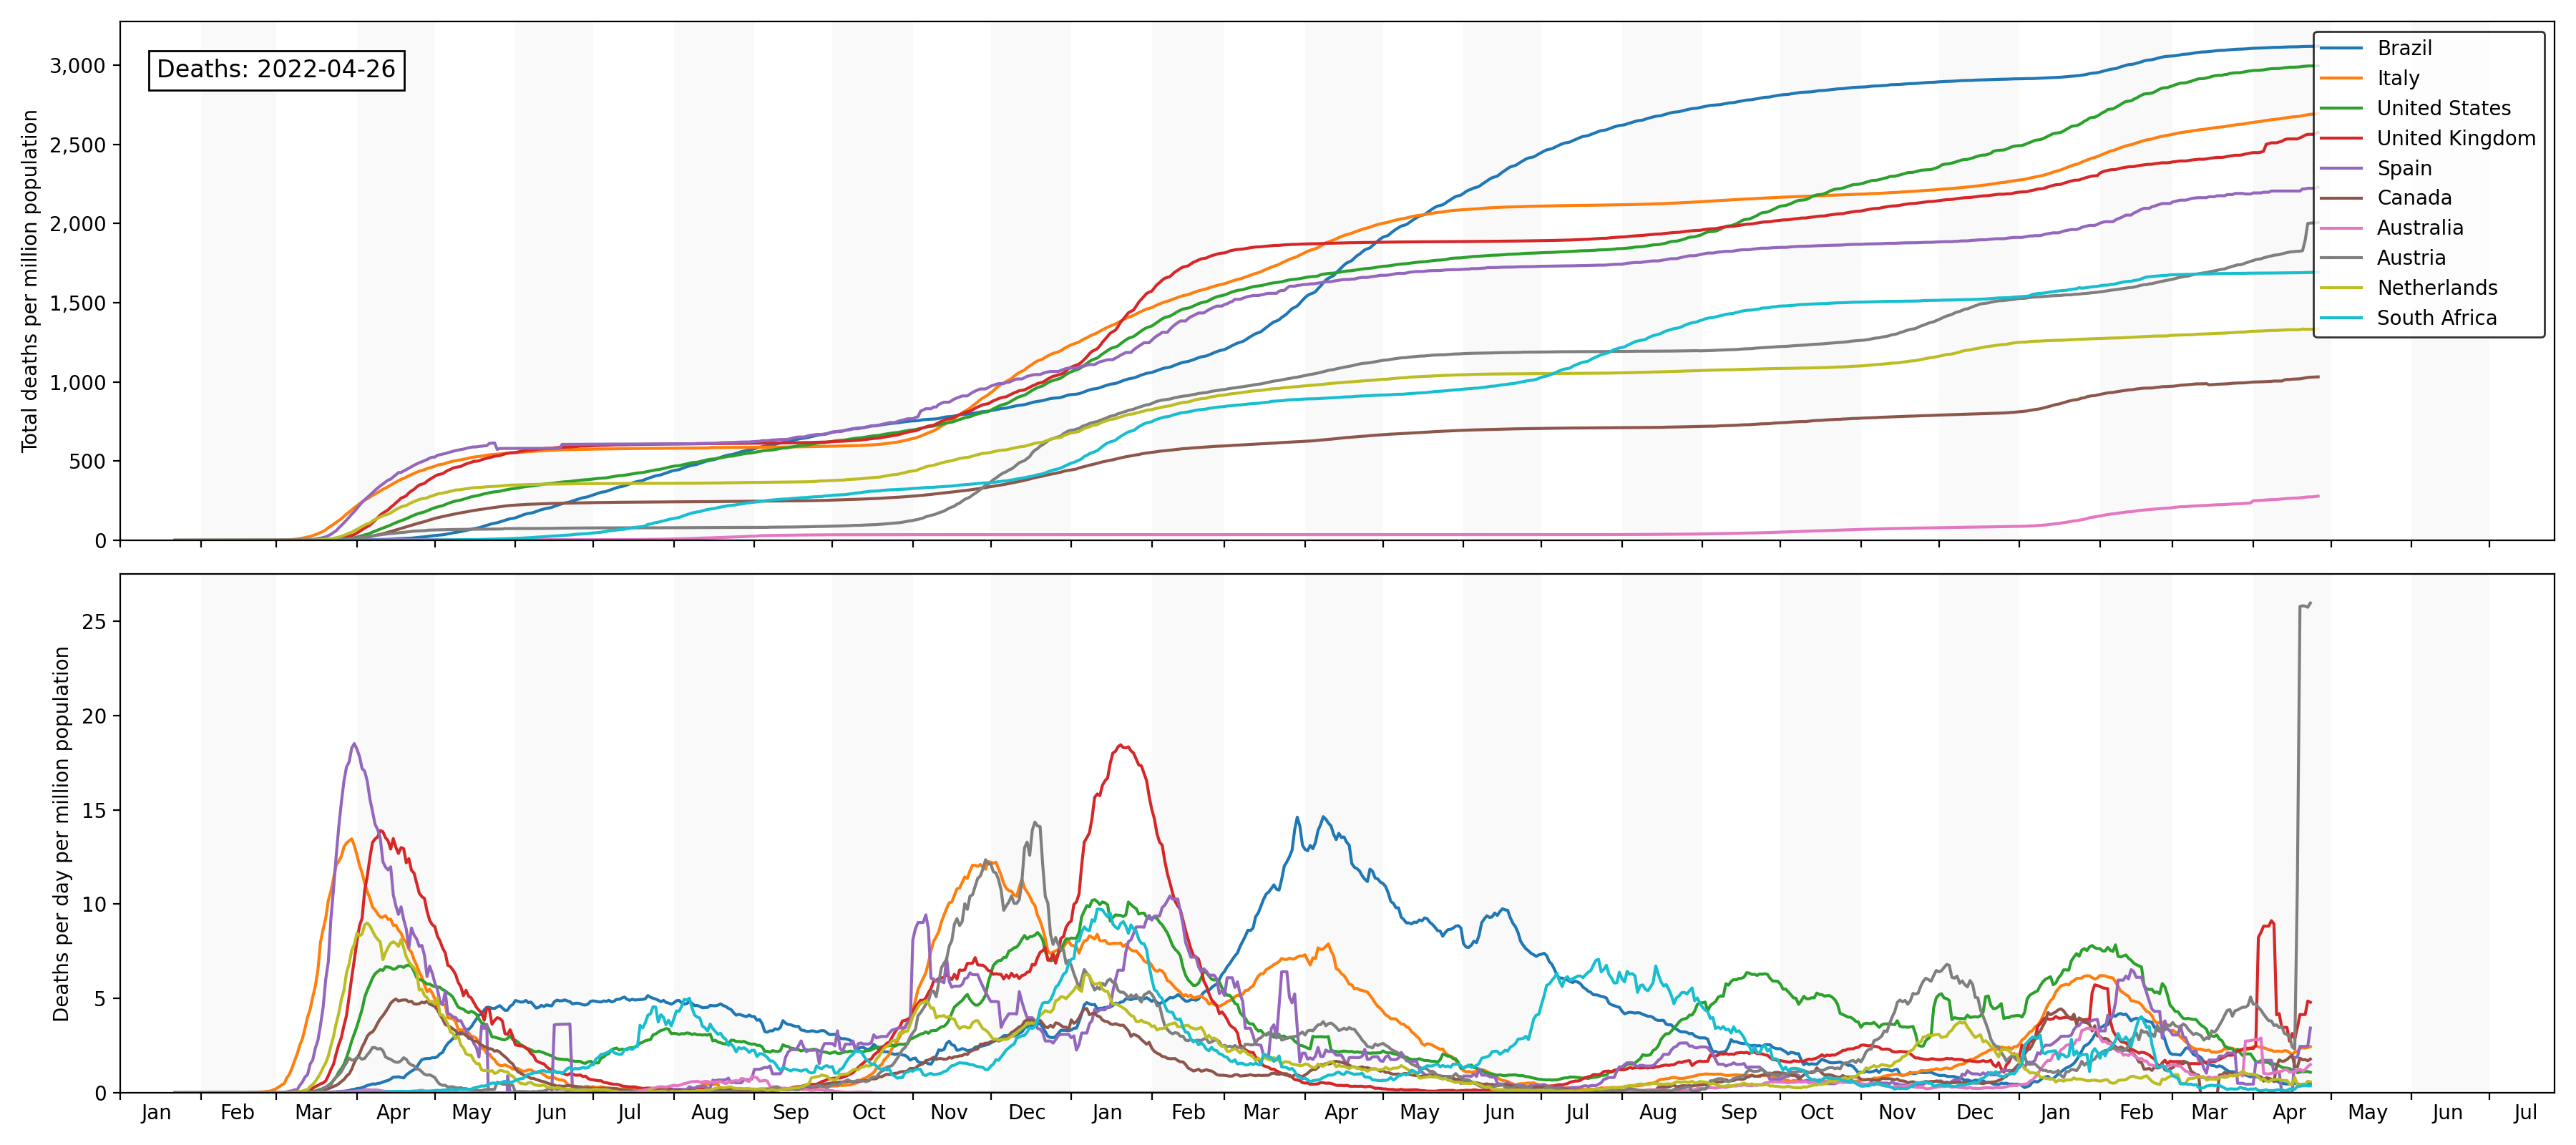 Deaths: 2022-04-26
Total deaths per million population
3,000
2,500
2,000
1,500
1,000
500
0
Brazil
Italy
United States
United Kingdom
Spain
Canada
Australia
Austria
Netherlands
South Africa
Deaths per day per million population
25
20
15
10
5
0
Jan Feb Mar Apr May Jun Jul Aug Sep Oct Nov Dec Jan Feb Mar Apr May Jun Jul Aug Sep Oct Nov Dec Jan Feb Mar Apr May Jun Jul